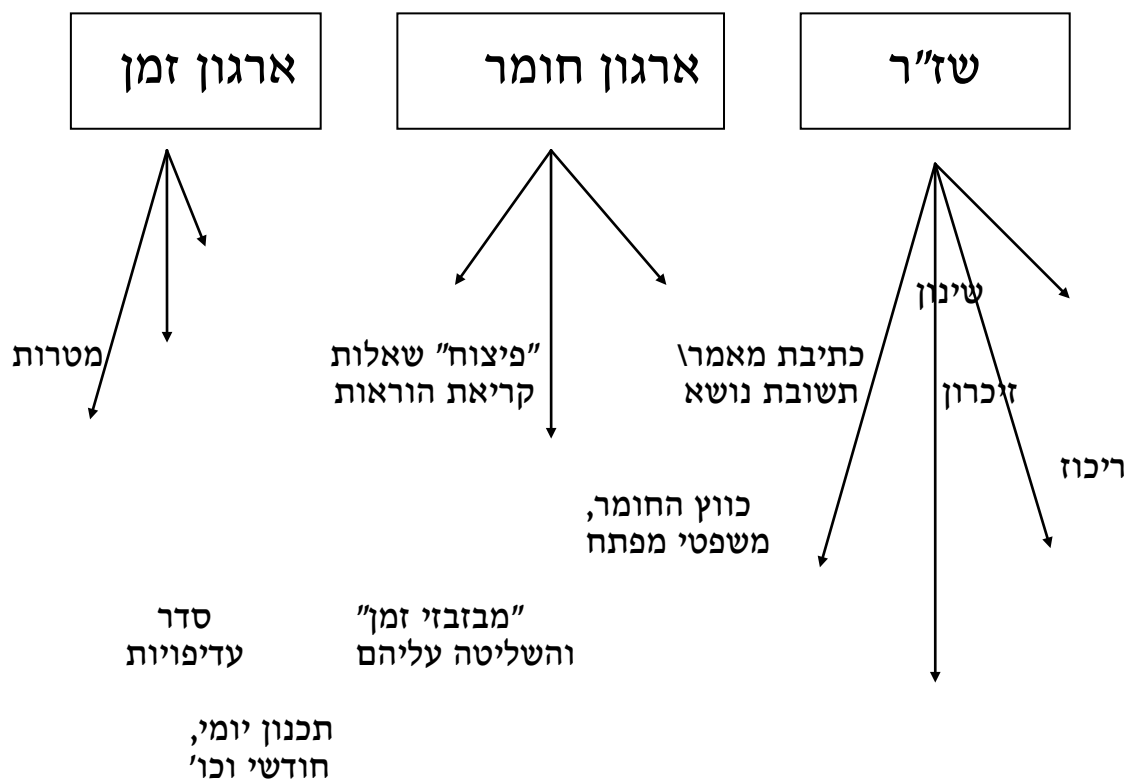 שז"ר
ארגון חומר
ארגון זמן
שינון
זיכרון
ריכוז
כתיבת מאמר\
תשובת נושא
"פיצוח" שאלות
קריאת הוראות
כווץ החומר,
משפטי מפתח
מטרות
"מבזבזי זמן"
והשליטה עליהם
סדר
עדיפויות
תכנון יומי,
חודשי וכו'